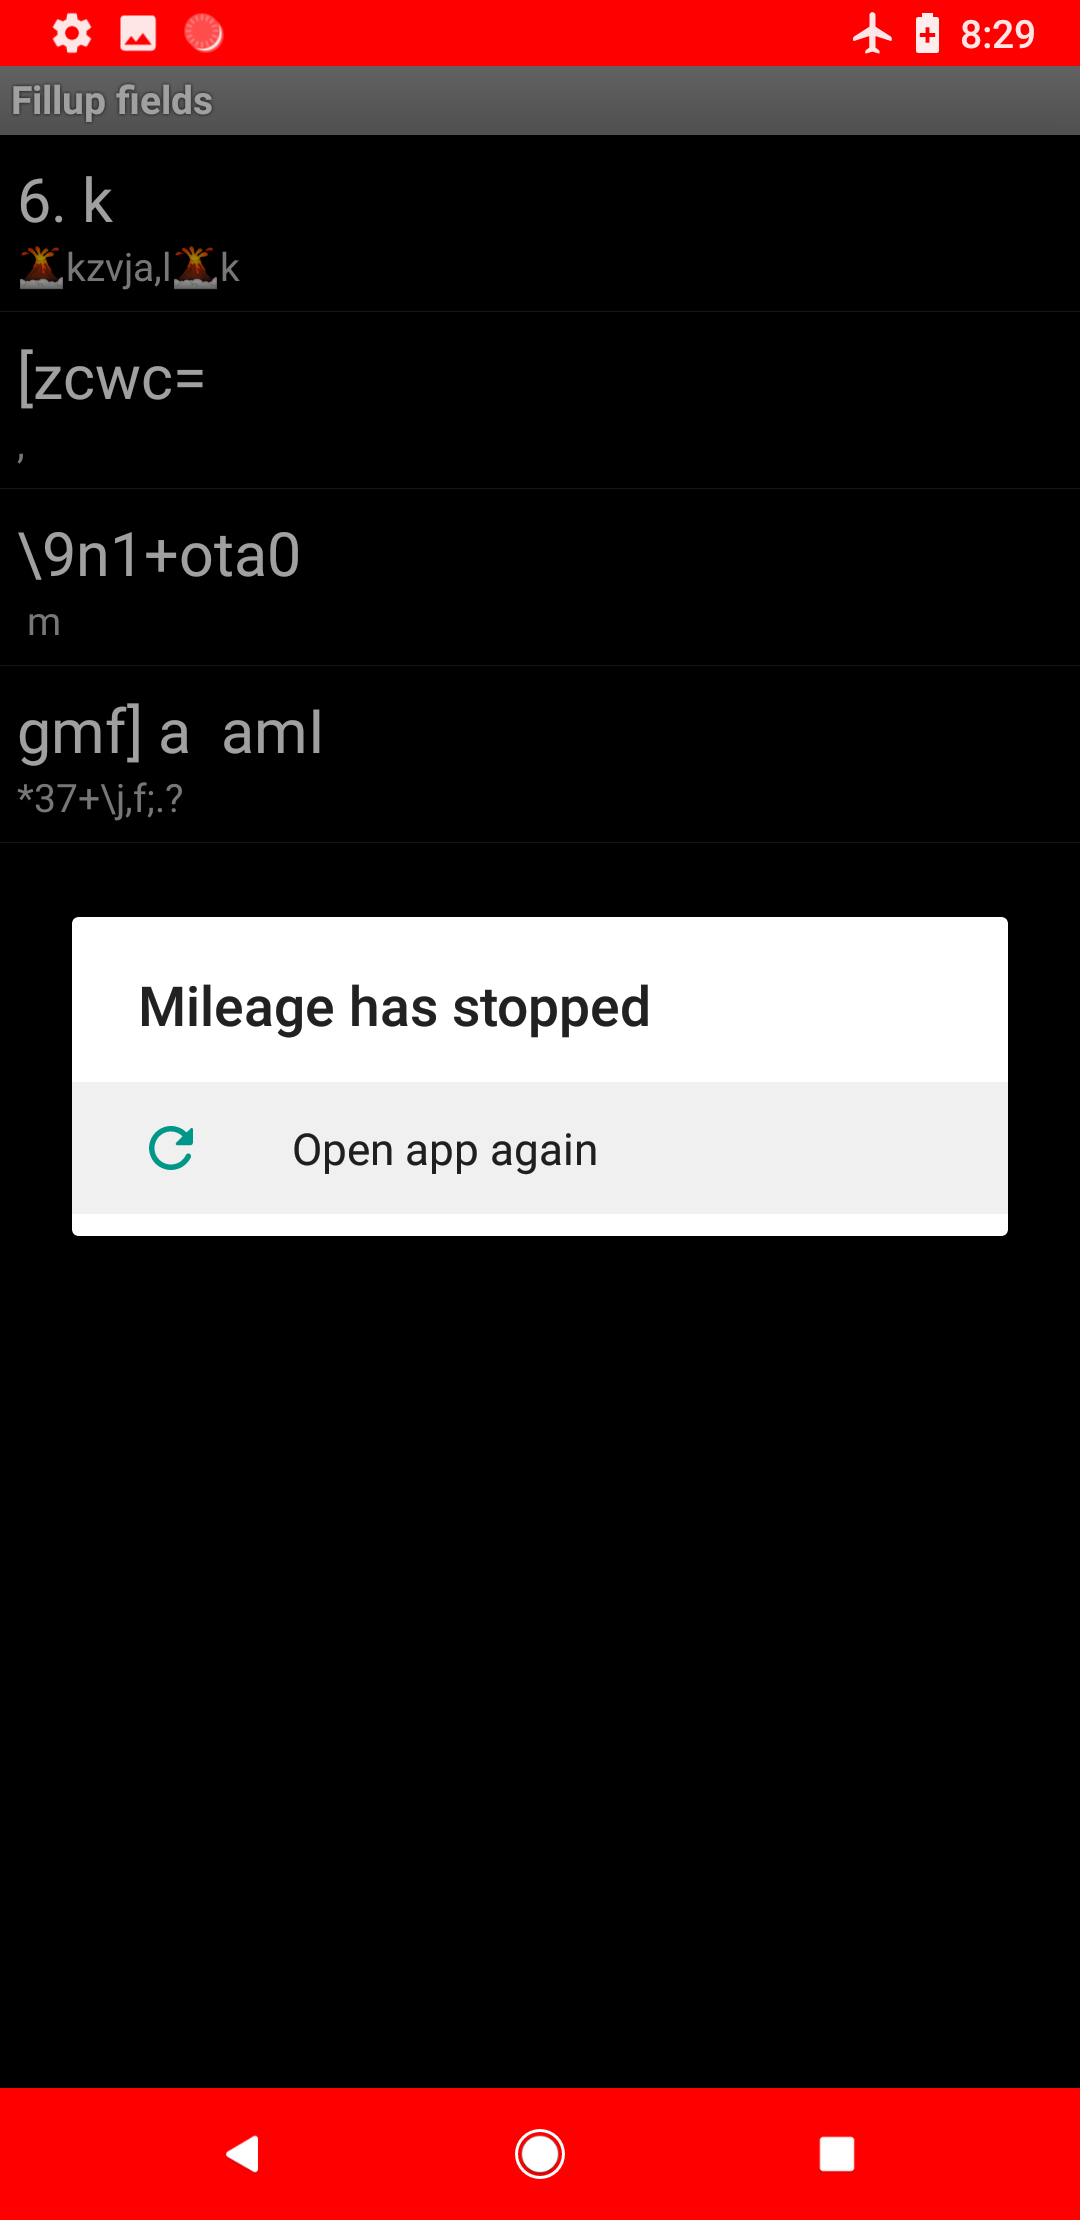 8:29
Fillup fields
6. k
🌋kzvja,l🌋k
[zcwc=
,
\9n1+ota0
m
gmf] a  aml
*37+\j,f;.?
Mileage has stopped
Open app again